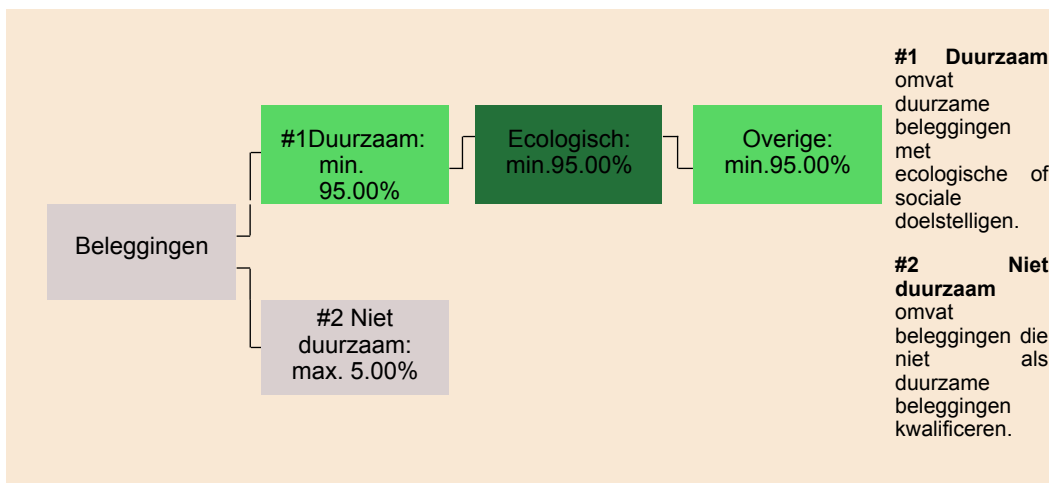 Beleggingen
#1Duurzaam:
min.
95.00%
Ecologisch:
min.95.00%
Overige:
min.95.00%
#2 Niet
duurzaam:
max. 5.00%
#1 Duurzaam
omvat
duurzame
beleggingen
met
ecologische of
sociale
doelstelligen.
#2 Niet
duurzaam
omvat
beleggingen die
niet als
duurzame
beleggingen
kwalificeren.